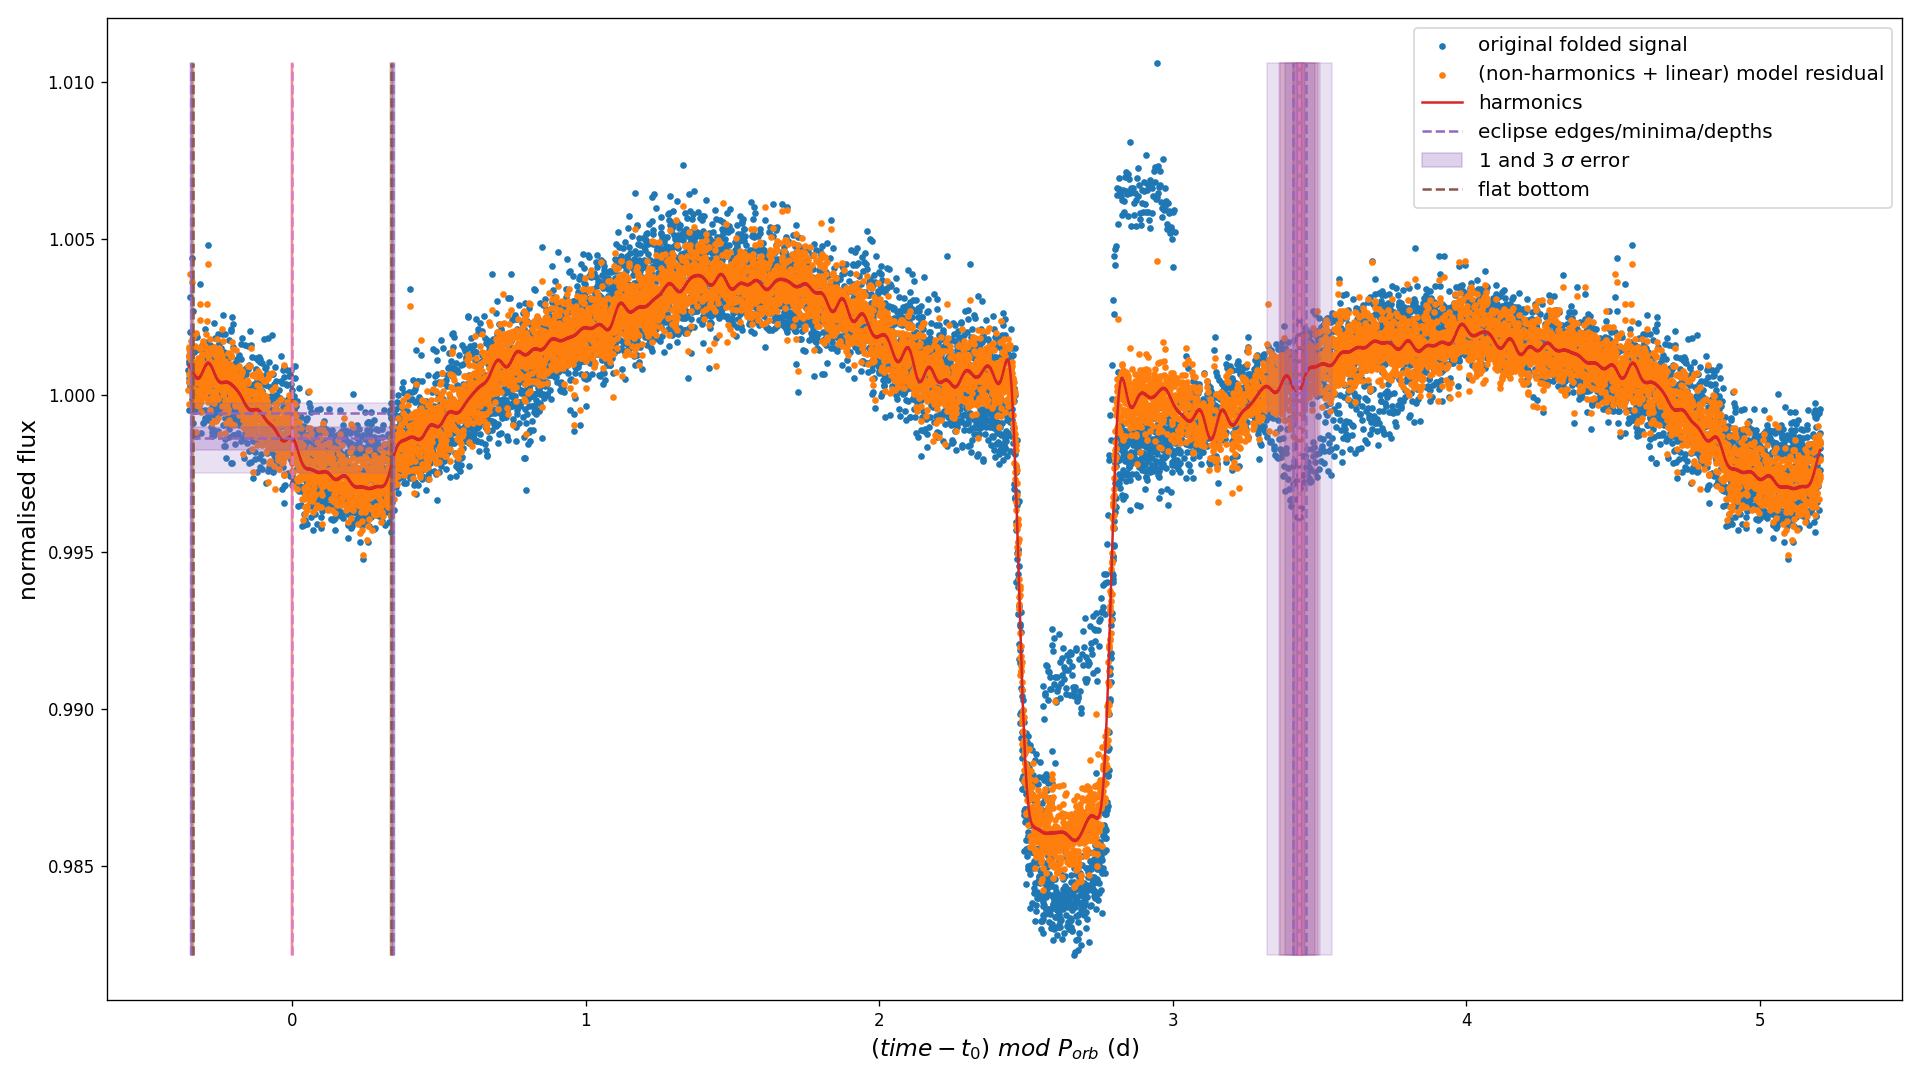 original folded signal
(non-harmonics + linear) model residual
harmonics
eclipse edges/minima/depths
1 and 3 σ error
flat bottom
normalised flux
1.010
1.005
1.000
0.995
0.990
0.985
0 1 2 3 4 5
(time − t₀) mod P_orb (d)